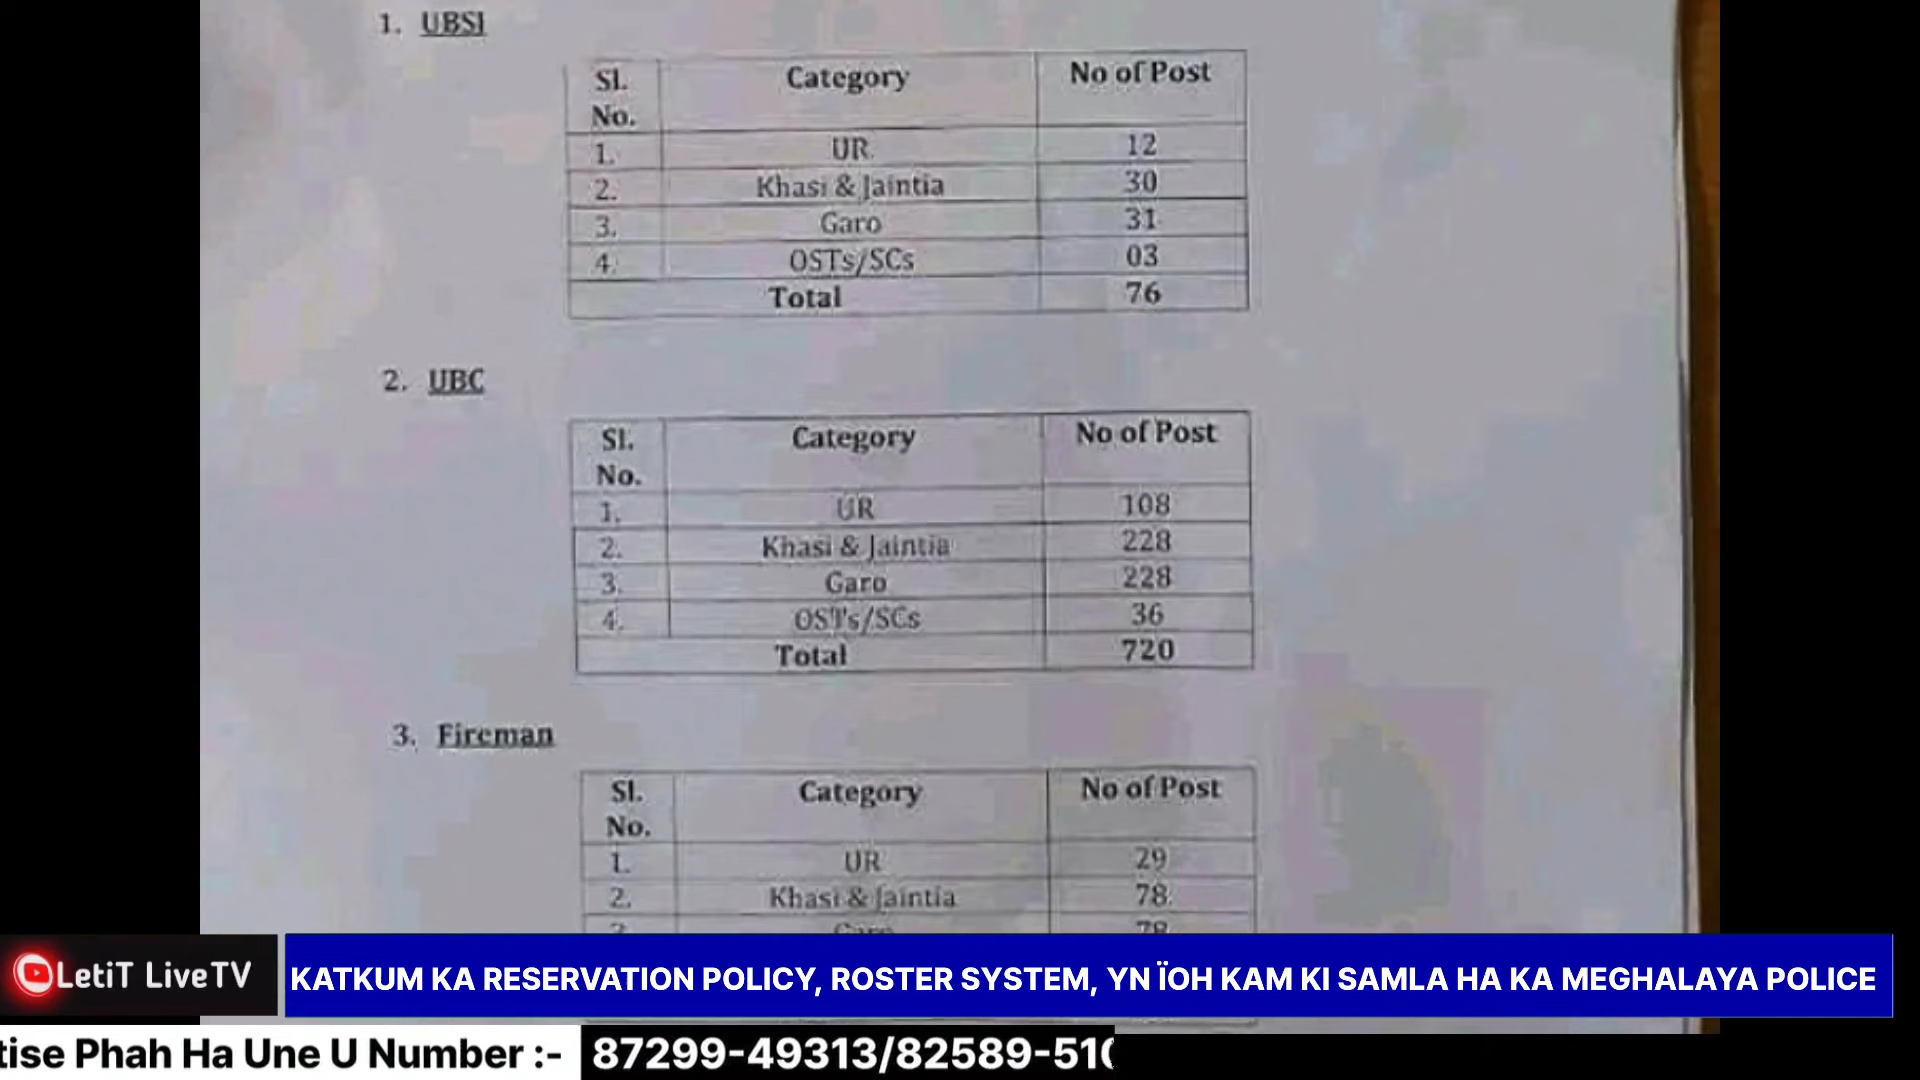 1. UBSI
Sl. No. Category No of Post
1. UR 12
2. Khasi & Jaintia 30
3. Garo 31
4. OSTs/SCs 03
Total 76
2. UBC
Sl. No. Category No of Post
1. UR 108
2. Khasi & Jaintia 228
3. Garo 228
4. OSTs/SCs 36
Total 720
3. Fireman
Sl. No. Category No of Post
1. UR 29
2. Khasi & Jaintia 78
3. Garo 78
LetiT LiveTV
KATKUM KA RESERVATION POLICY, ROSTER SYSTEM, YN ÏOH KAM KI SAMLA HA KA MEGHALAYA POLICE
tise Phah Ha Une U Number :- 87299-49313/82589-510